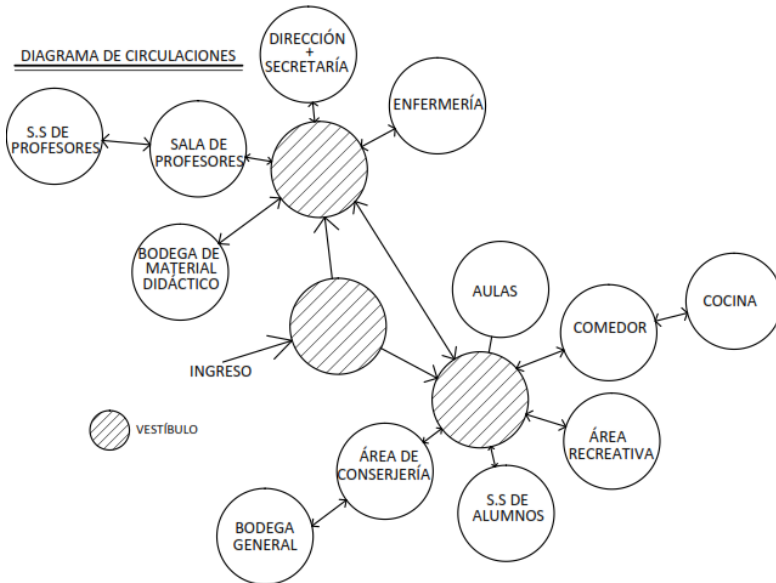 DIAGRAMA DE CIRCULACIONES
DIRECCIÓN
+
SECRETARÍA
ENFERMERÍA
S.S DE
PROFESORES
SALA DE
PROFESORES
BODEGA DE
MATERIAL
DIDÁCTICO
AULAS
COCINA
COMEDOR
INGRESO
VESTÍBULO
ÁREA
RECREATIVA
ÁREA DE
CONSERJERÍA
S.S DE
ALUMNOS
BODEGA
GENERAL